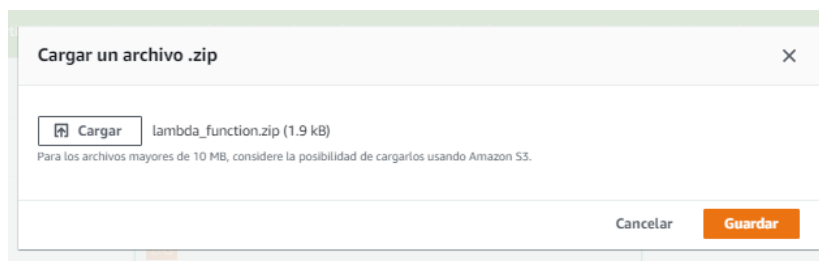 Cargar un archivo .zip
Cargar lambda_function.zip (1.9 kB)
Para los archivos mayores de 10 MB, considere la posibilidad de cargarlos usando Amazon S3.
Cancelar Guardar